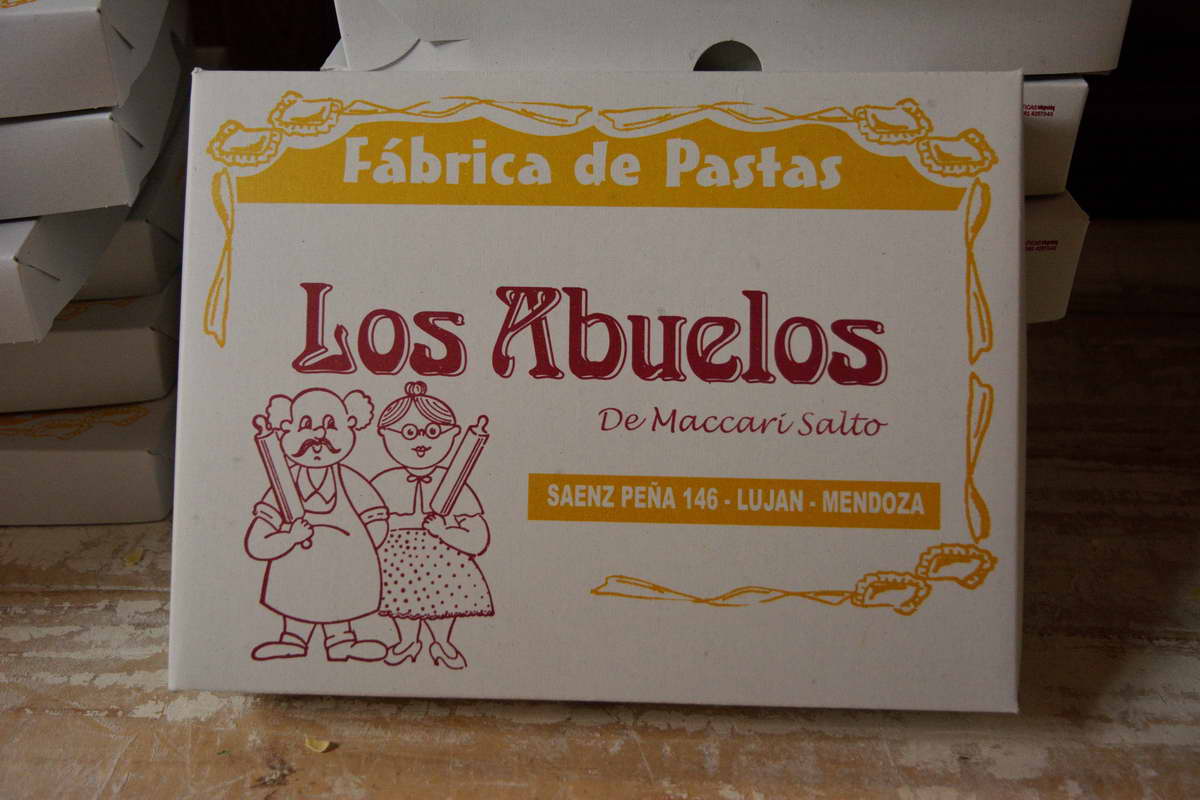 Fábrica de Pastas
Los Abuelos
De Maccari Salto
SAENZ PEÑA 146 - LUJAN - MENDOZA